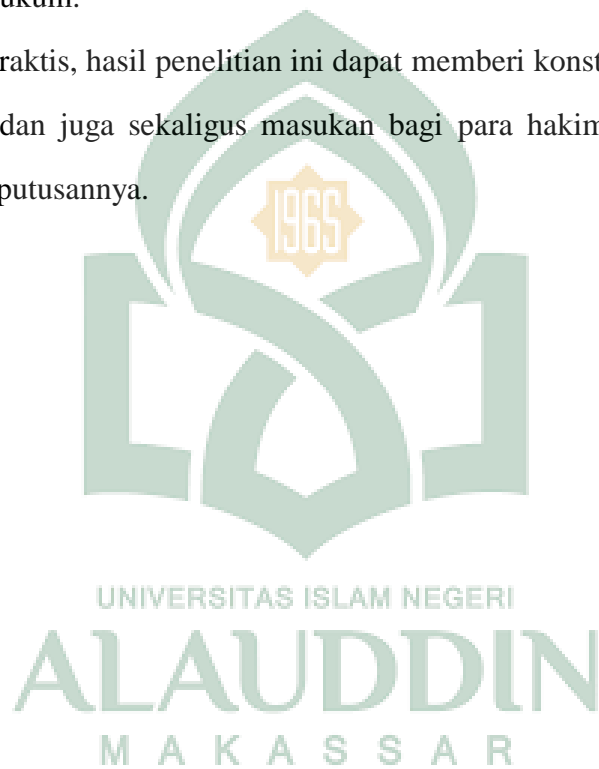 ukum.
raktis, hasil penelitian ini dapat memberi konst
dan juga sekaligus masukan bagi para hakim
putusannya.
1965
UNIVERSITAS ISLAM NEGERI
ALAUDDIN
MAKASSAR